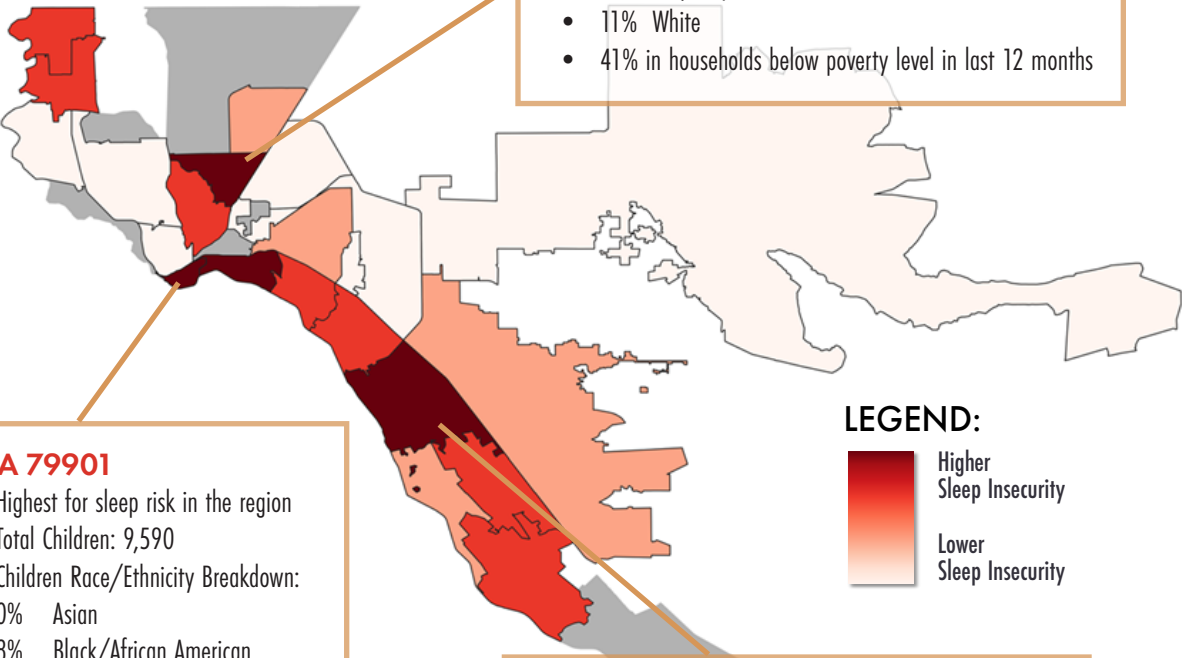 • 11% White
• 41% in households below poverty level in last 12 months
LEGEND:
Higher
Sleep Insecurity
Lower
Sleep Insecurity
A 79901
Highest for sleep risk in the region
Total Children: 9,590
Children Race/Ethnicity Breakdown:
0% Asian
Black/African American